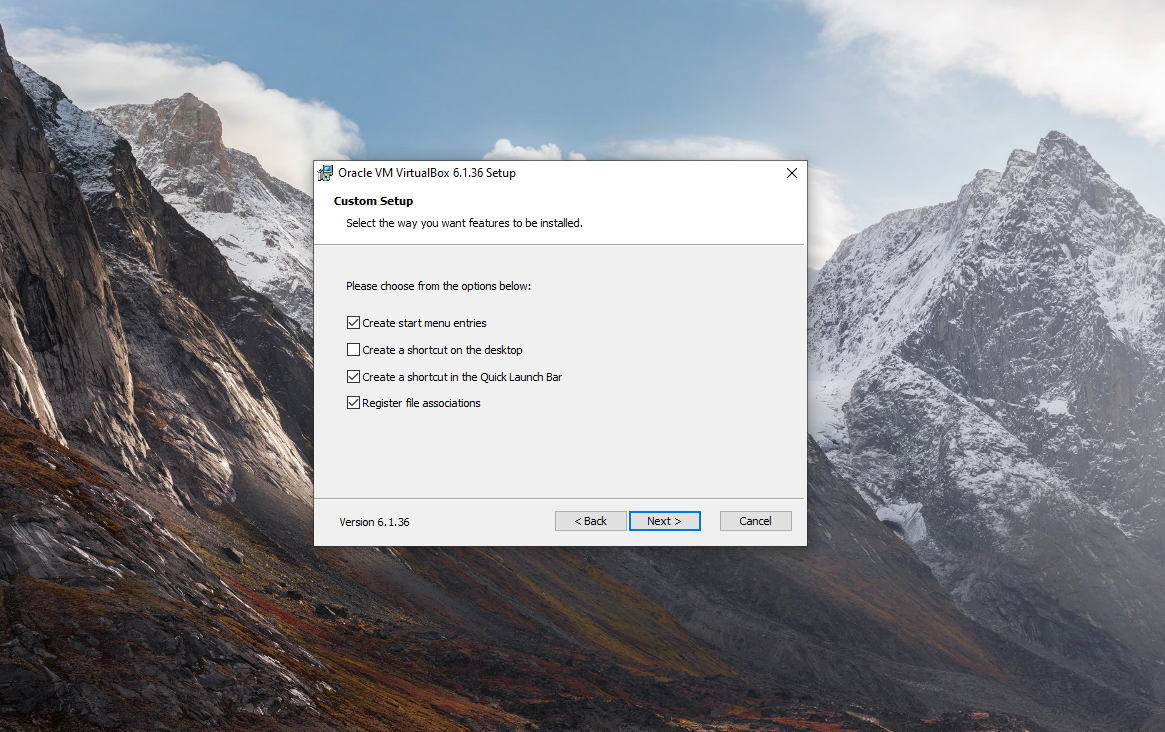 Oracle VM VirtualBox 6.1.36 Setup
Custom Setup
Select the way you want features to be installed.
Please choose from the options below:
Create start menu entries
Create a shortcut on the desktop
Create a shortcut in the Quick Launch Bar
Register file associations
Version 6.1.36
< Back
Next >
Cancel